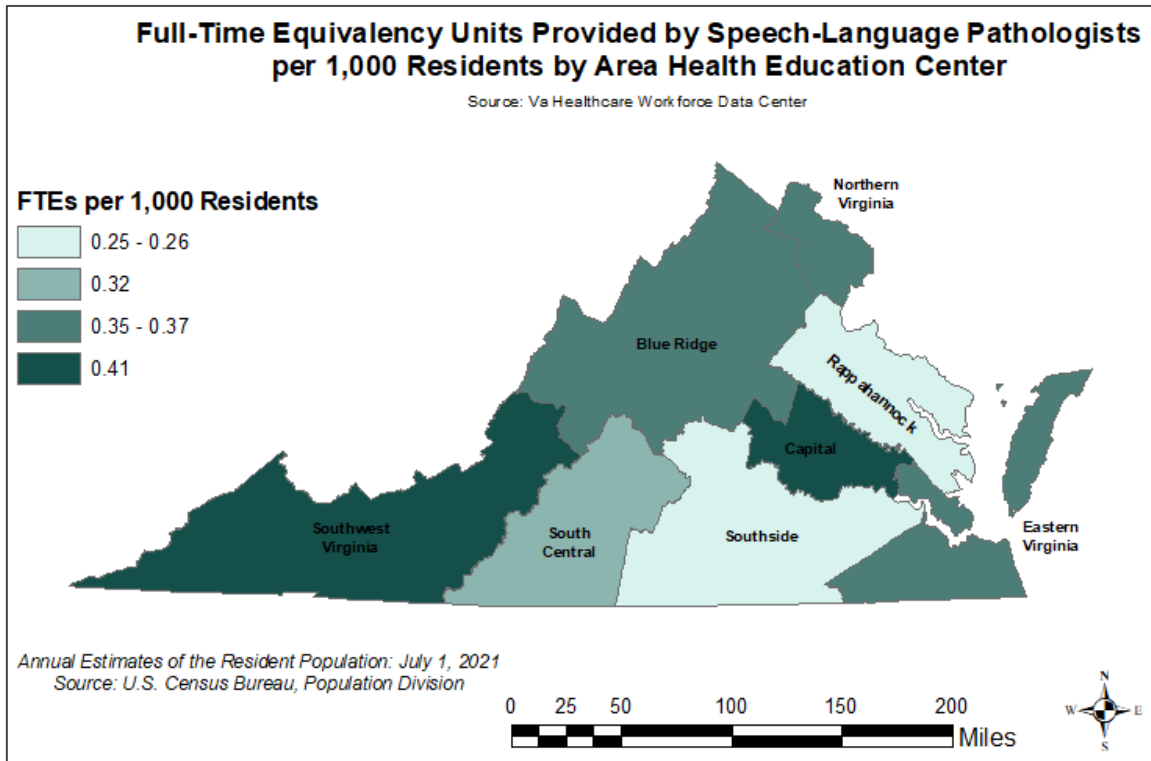 Full-Time Equivalency Units Provided by Speech-Language Pathologists
per 1,000 Residents by Area Health Education Center
Source: Va Healthcare Workforce Data Center
FTEs per 1,000 Residents
0.25 - 0.26
0.32
0.35 - 0.37
0.41
Northern
Virginia
Blue Ridge
Rappahannock
Capital
Southwest
Virginia
South
Central
Southside
Eastern
Virginia
Annual Estimates of the Resident Population: July 1, 2021
Source: U.S. Census Bureau, Population Division
0 25 50 100 150 200
Miles
N
W E
S